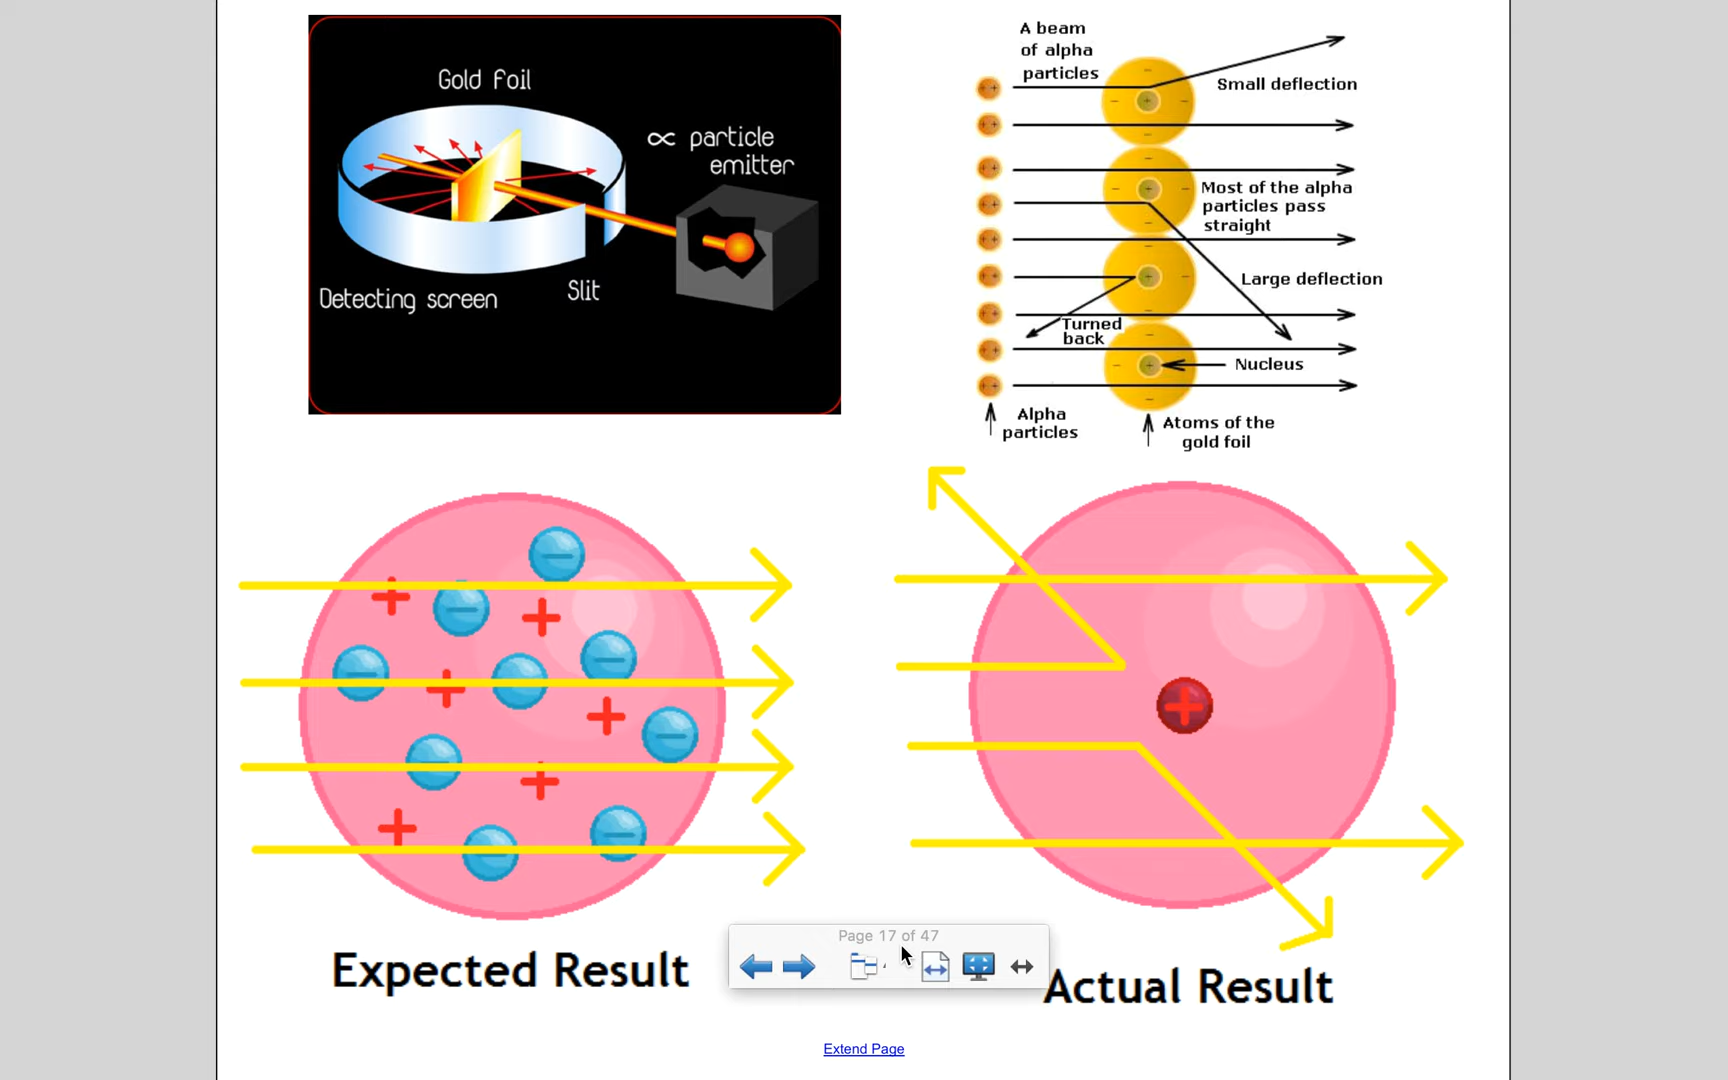 Gold Foil
∝ particle
emitter
Detecting screen
Slit
A beam
of alpha
particles
Small deflection
Most of the alpha
particles pass
straight
Large deflection
Turned
back
Nucleus
Alpha
particles
Atoms of the
gold foil
Expected Result
Actual Result
Page 17 of 47
Extend Page